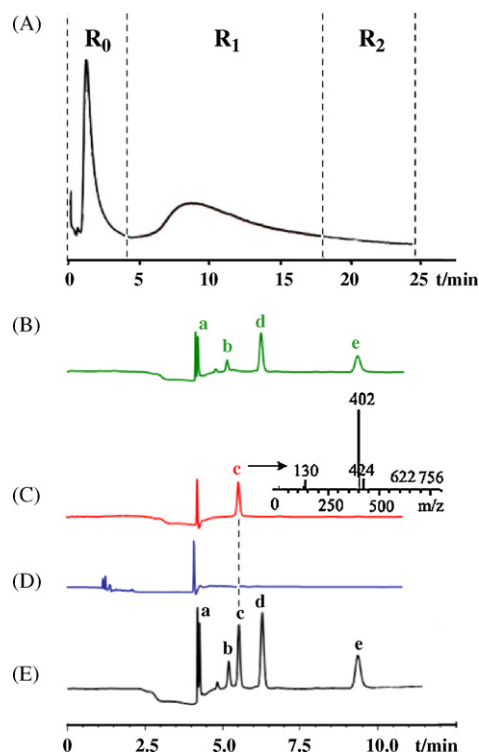 (A)
R0 R1 R2
0 5 10 15 20 25 t/min
(B)
a b d e
402
(C)
c 130 424 622 756
0 250 500 m/z
(D)
(E)
a b c d e
0 2.5 5.0 7.5 10.0 t/min